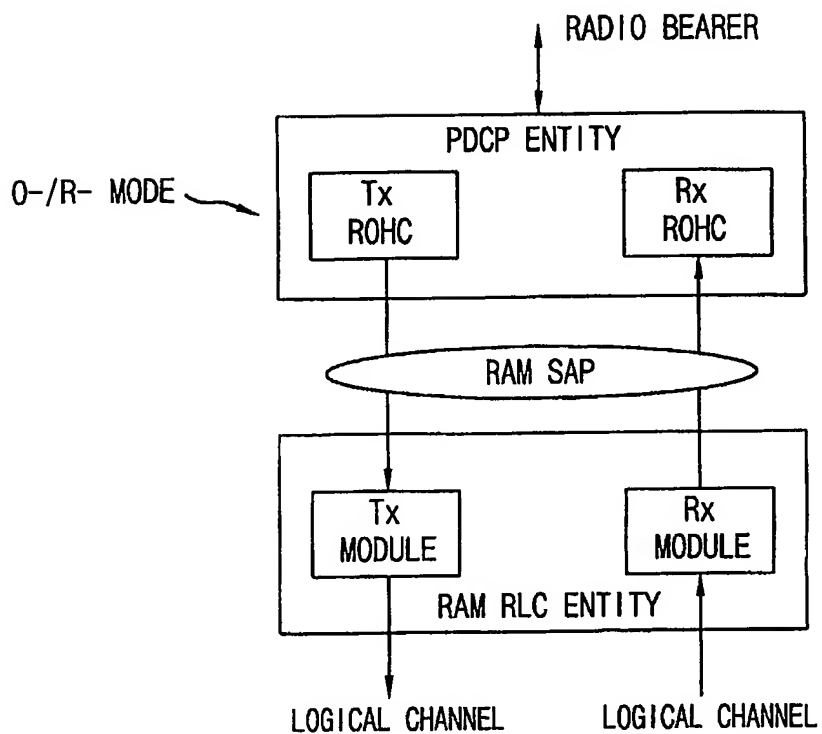 RADIO BEARER
PDCP ENTITY
O-/R- MODE
Tx
ROHC
Rx
ROHC
RAM SAP
Tx
MODULE
Rx
MODULE
RAM RLC ENTITY
LOGICAL CHANNEL
LOGICAL CHANNEL